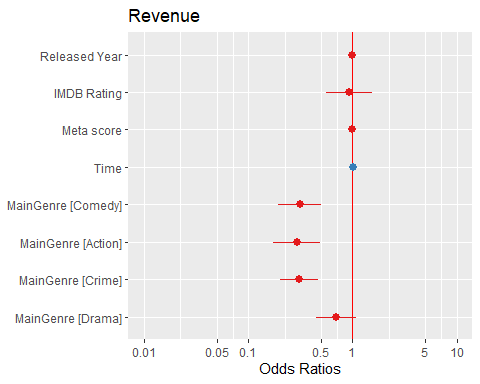 Revenue
Released Year
IMDB Rating
Meta score
Time
MainGenre [Comedy]
MainGenre [Action]
MainGenre [Crime]
MainGenre [Drama]
0.01 0.05 0.1 0.5 1 5 10
Odds Ratios